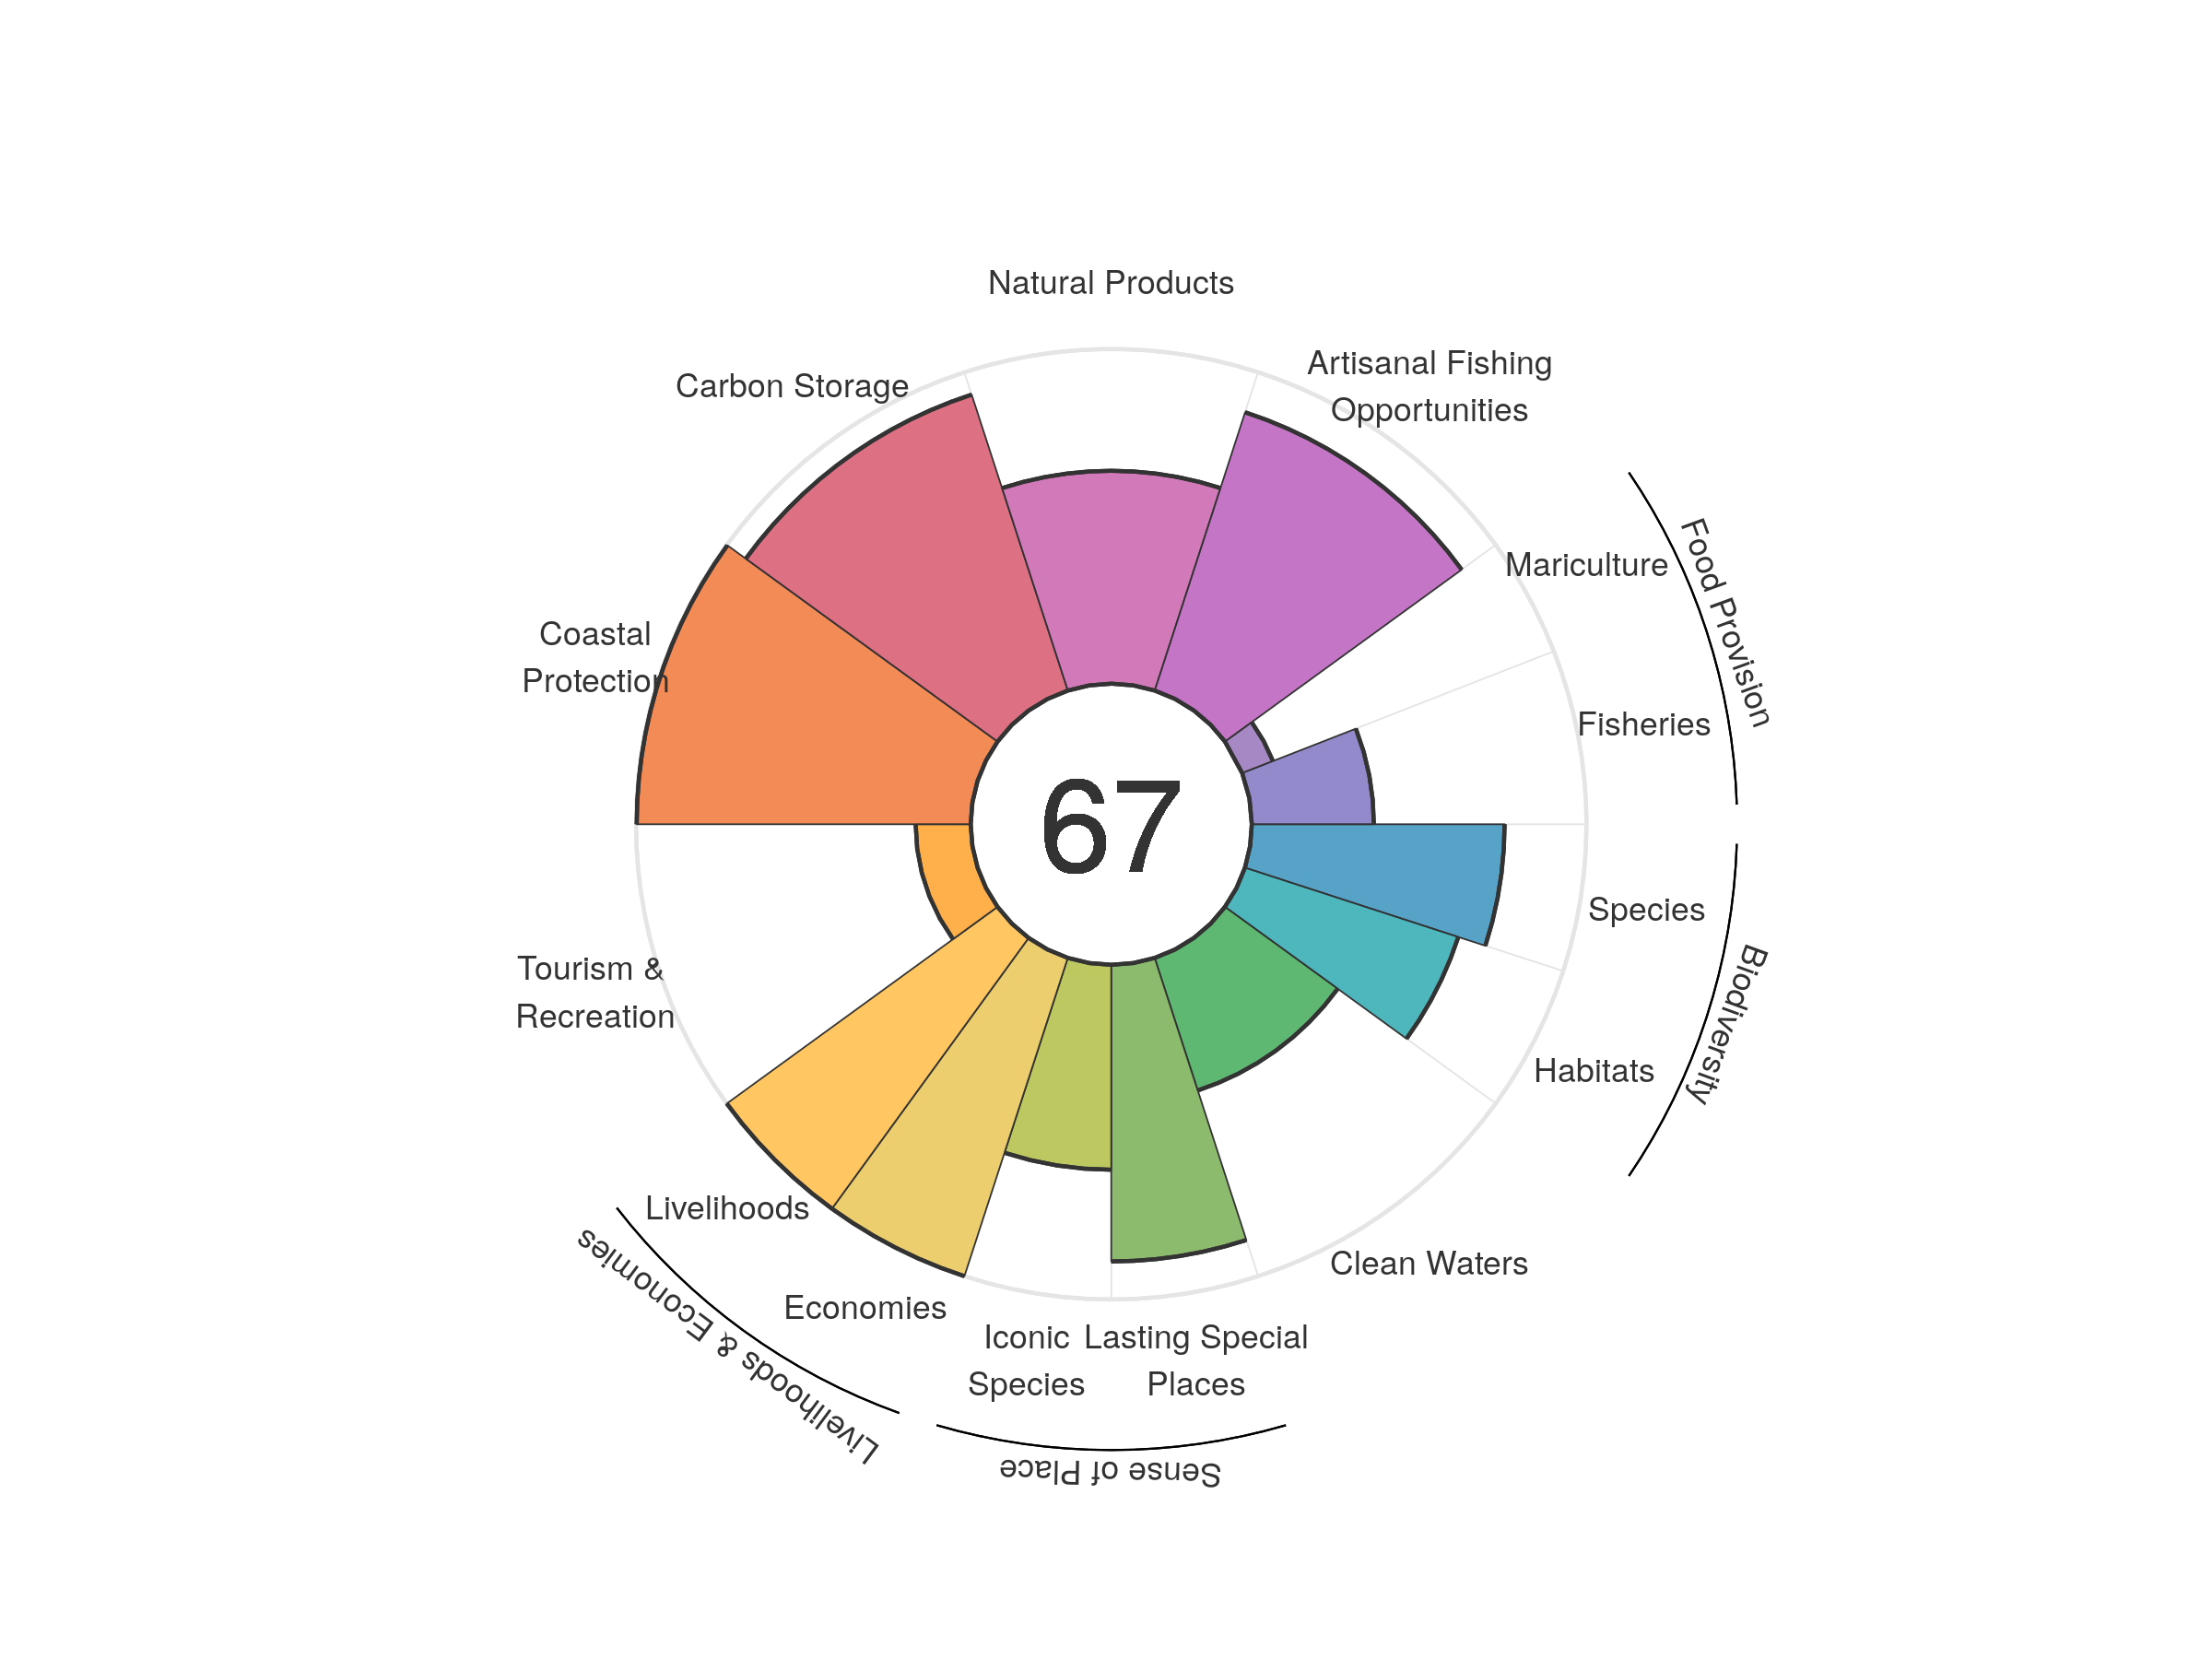 Natural Products
Artisanal Fishing
Opportunities
Carbon Storage
Mariculture
Food Provision
Coastal
Protection
Fisheries
67
Species
Biodiversity
Tourism &
Recreation
Habitats
Livelihoods
Clean Waters
Livelihoods & Economies
Economies
Iconic
Species
Lasting Special
Places
Sense of Place